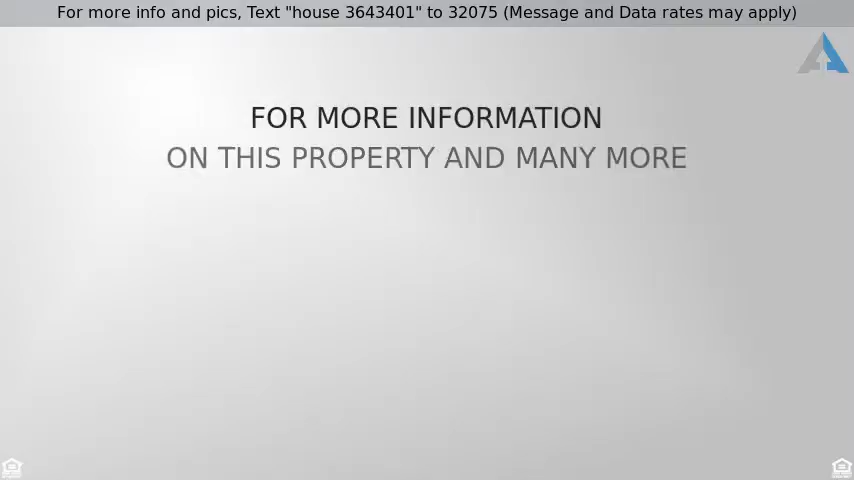 For more info and pics, Text "house 3643401" to 32075 (Message and Data rates may apply)
FOR MORE INFORMATION
ON THIS PROPERTY AND MANY MORE